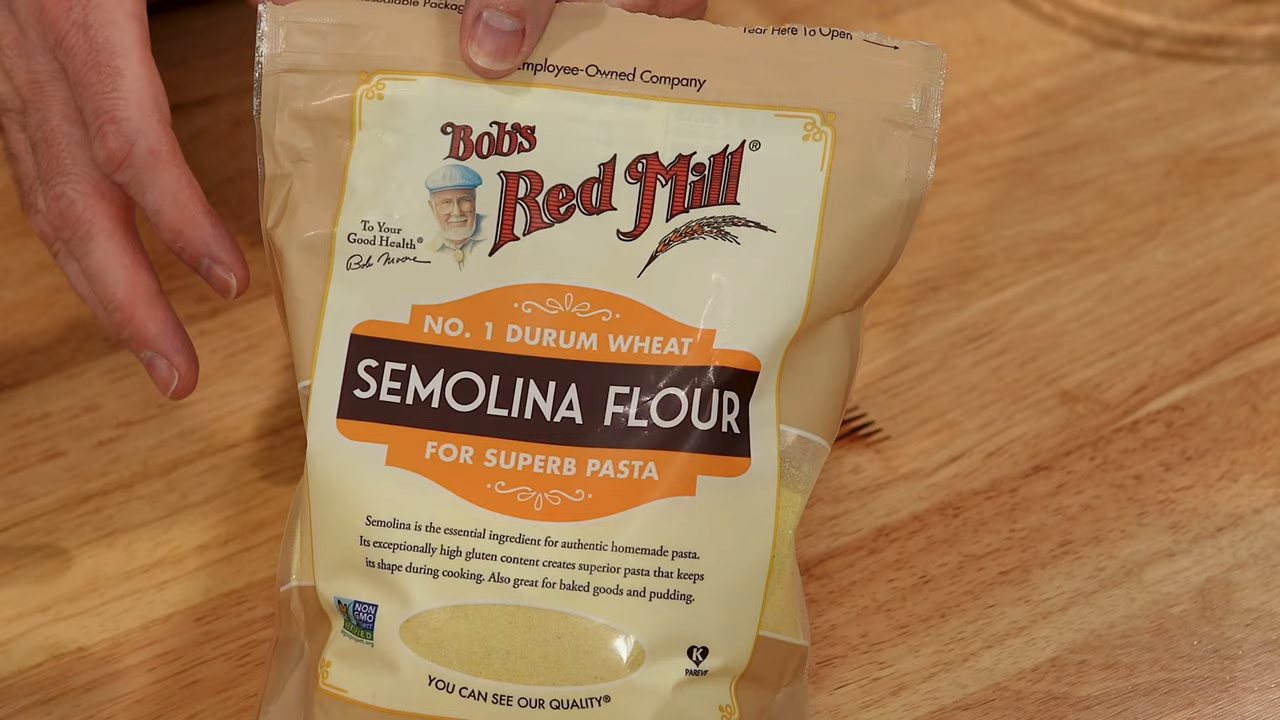 Resealable Packag
Tear Here To Open
Employee-Owned Company
Bob's
Red Mill®
To Your
Good Health®
Bob Moore
NO. 1 DURUM WHEAT
SEMOLINA FLOUR
FOR SUPERB PASTA
Semolina is the essential ingredient for authentic homemade pasta.
Its exceptionally high gluten content creates superior pasta that keeps
its shape during cooking. Also great for baked goods and pudding.
NON
GMO
Project
VERIFIED
K
PAREVE
YOU CAN SEE OUR QUALITY®